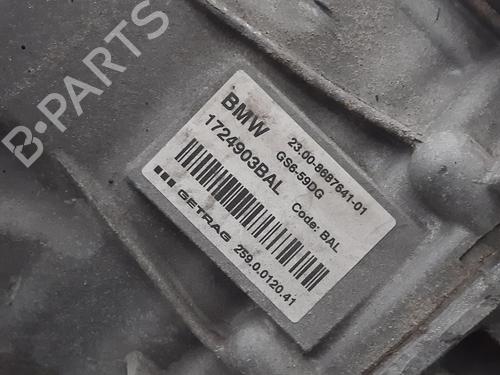 B-PARTS
BMW 23.00-8687641-01
GS6-59DG
1724903BAL Code: BAL
GETRAG 259.0.0120.41